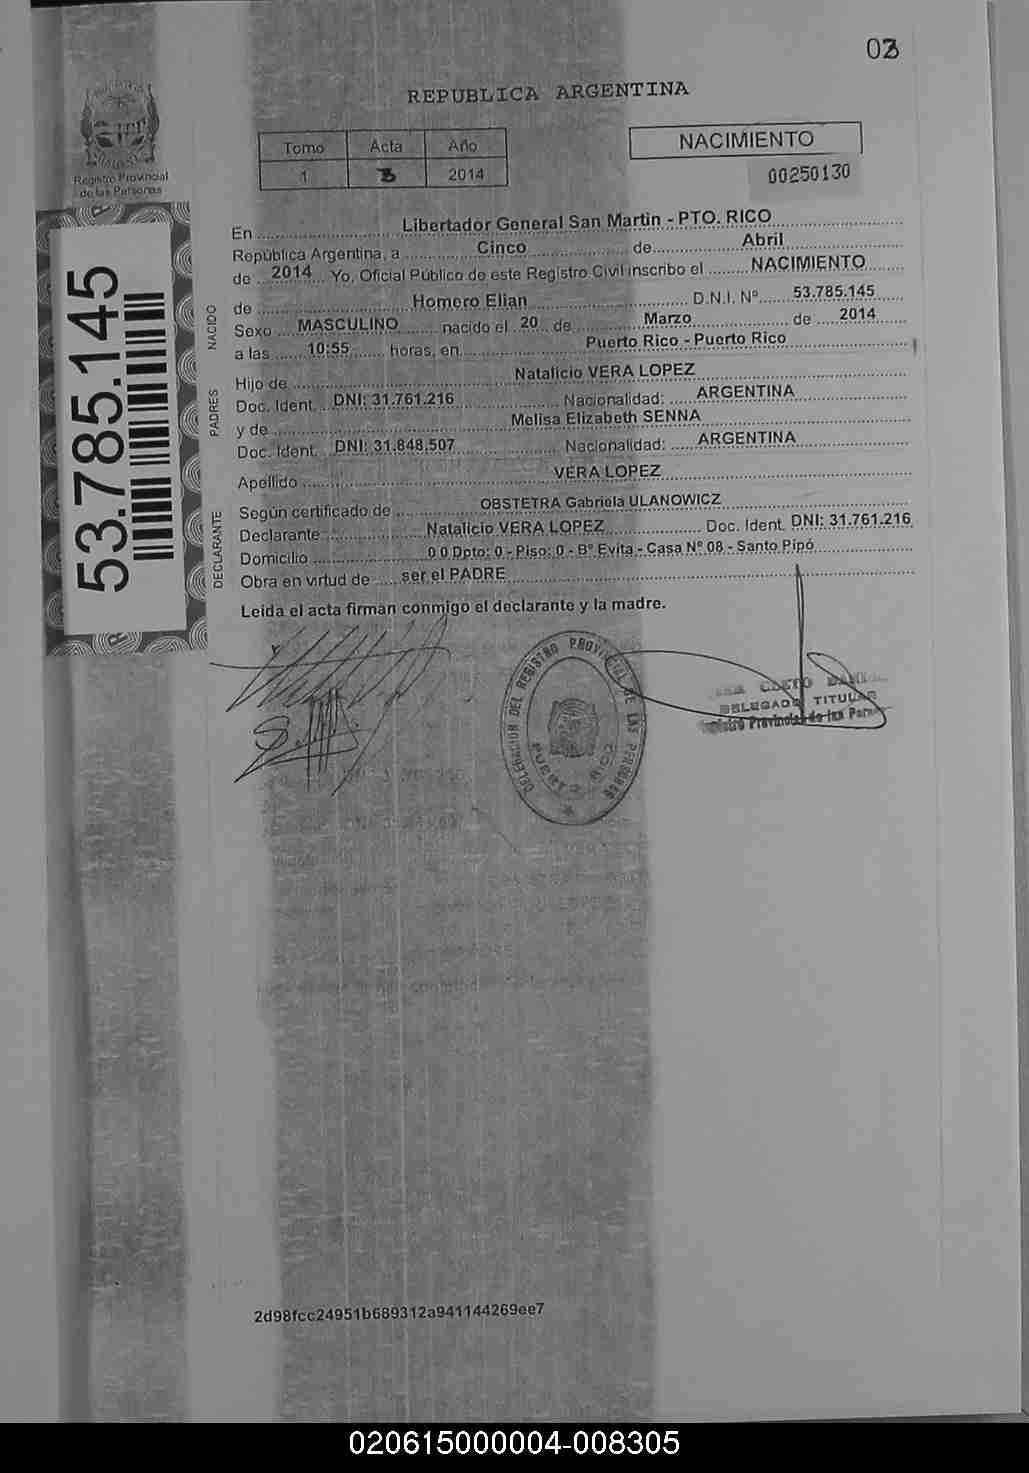 03
REPUBLICA ARGENTINA
Registro Provincial
de las Personas
Tomo Acta Año
1 3 2014
NACIMIENTO
00250130
53.785.145
En Libertador General San Martin - PTO. RICO
República Argentina, a Cinco de Abril
de 2014 Yo, Oficial Público de este Registro Civil inscribo el NACIMIENTO
NACIDO
de Homero Elian D.N.I. Nº 53.785.145
Sexo MASCULINO nacido el 20 de Marzo de 2014
a las 10:55 horas, en Puerto Rico - Puerto Rico
PADRES
Hijo de Natalicio VERA LOPEZ
Doc. Ident. DNI: 31.761.216 Nacionalidad: ARGENTINA
y de Melisa Elizabeth SENNA
Doc. Ident. DNI: 31.848.507 Nacionalidad: ARGENTINA
Apellido VERA LOPEZ
DECLARANTE
Según certificado de OBSTETRA Gabriela ULANOWICZ
Declarante Natalicio VERA LOPEZ Doc. Ident. DNI: 31.761.216
Domicilio 0 0 Dpto: 0 - Piso: 0 - Bº Evita - Casa Nº 08 - Santo Pipó
Obra en virtud de ser el PADRE
Leida el acta firman conmigo el declarante y la madre.
DELEGACION DEL REGISTRO PROVINCIAL DE LAS PERSONAS
PUERTO RICO
DELEGADO TITULAR
Registro Provincial de las Personas
2d98fcc24951b689312a941144269ee7
020615000004-008305